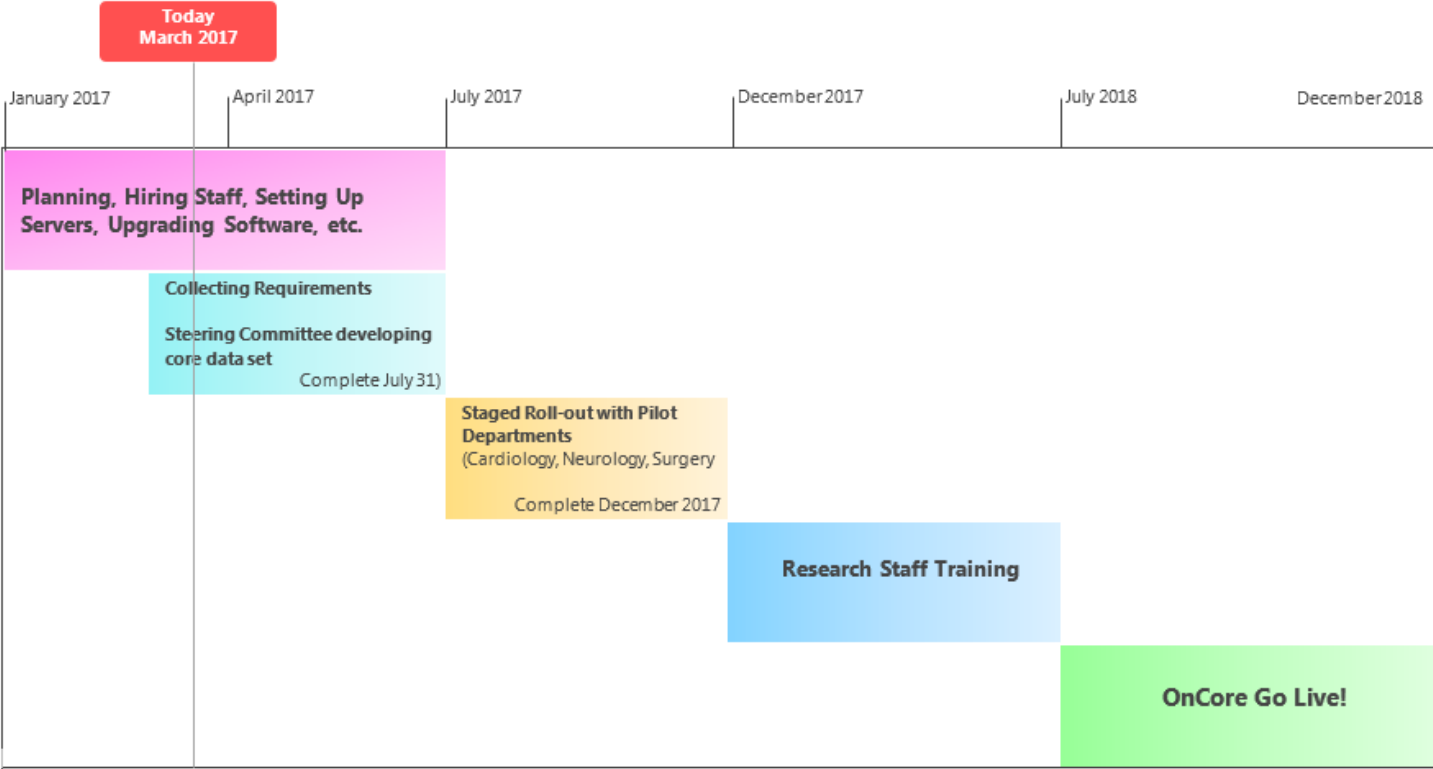 Today
March 2017
January 2017
April 2017
July 2017
December 2017
July 2018
December 2018
Planning, Hiring Staff, Setting Up
Servers, Upgrading Software, etc.
Collecting Requirements
Steering Committee developing
core data set
Complete July 31)
Staged Roll-out with Pilot
Departments
(Cardiology, Neurology, Surgery
Complete December 2017
Research Staff Training
OnCore Go Live!